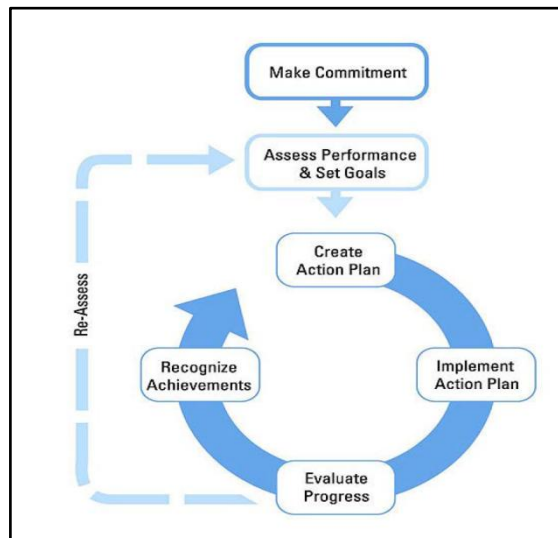 Make Commitment
Assess Performance
& Set Goals
Create
Action Plan
Re-Assess
Recognize
Achievements
Implement
Action Plan
Evaluate
Progress